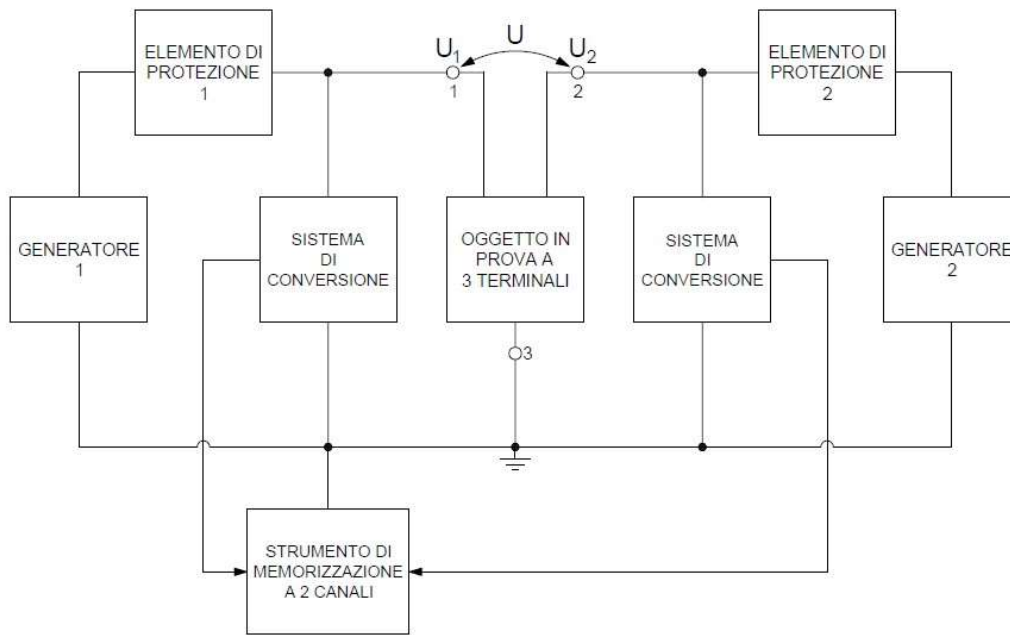 ELEMENTO DI
PROTEZIONE
1
U1
U
U2
1
2
ELEMENTO DI
PROTEZIONE
2
GENERATORE
1
SISTEMA
DI
CONVERSIONE
OGGETTO IN
PROVA A
3 TERMINALI
SISTEMA
DI
CONVERSIONE
GENERATORE
2
3
STRUMENTO DI
MEMORIZZAZIONE
A 2 CANALI